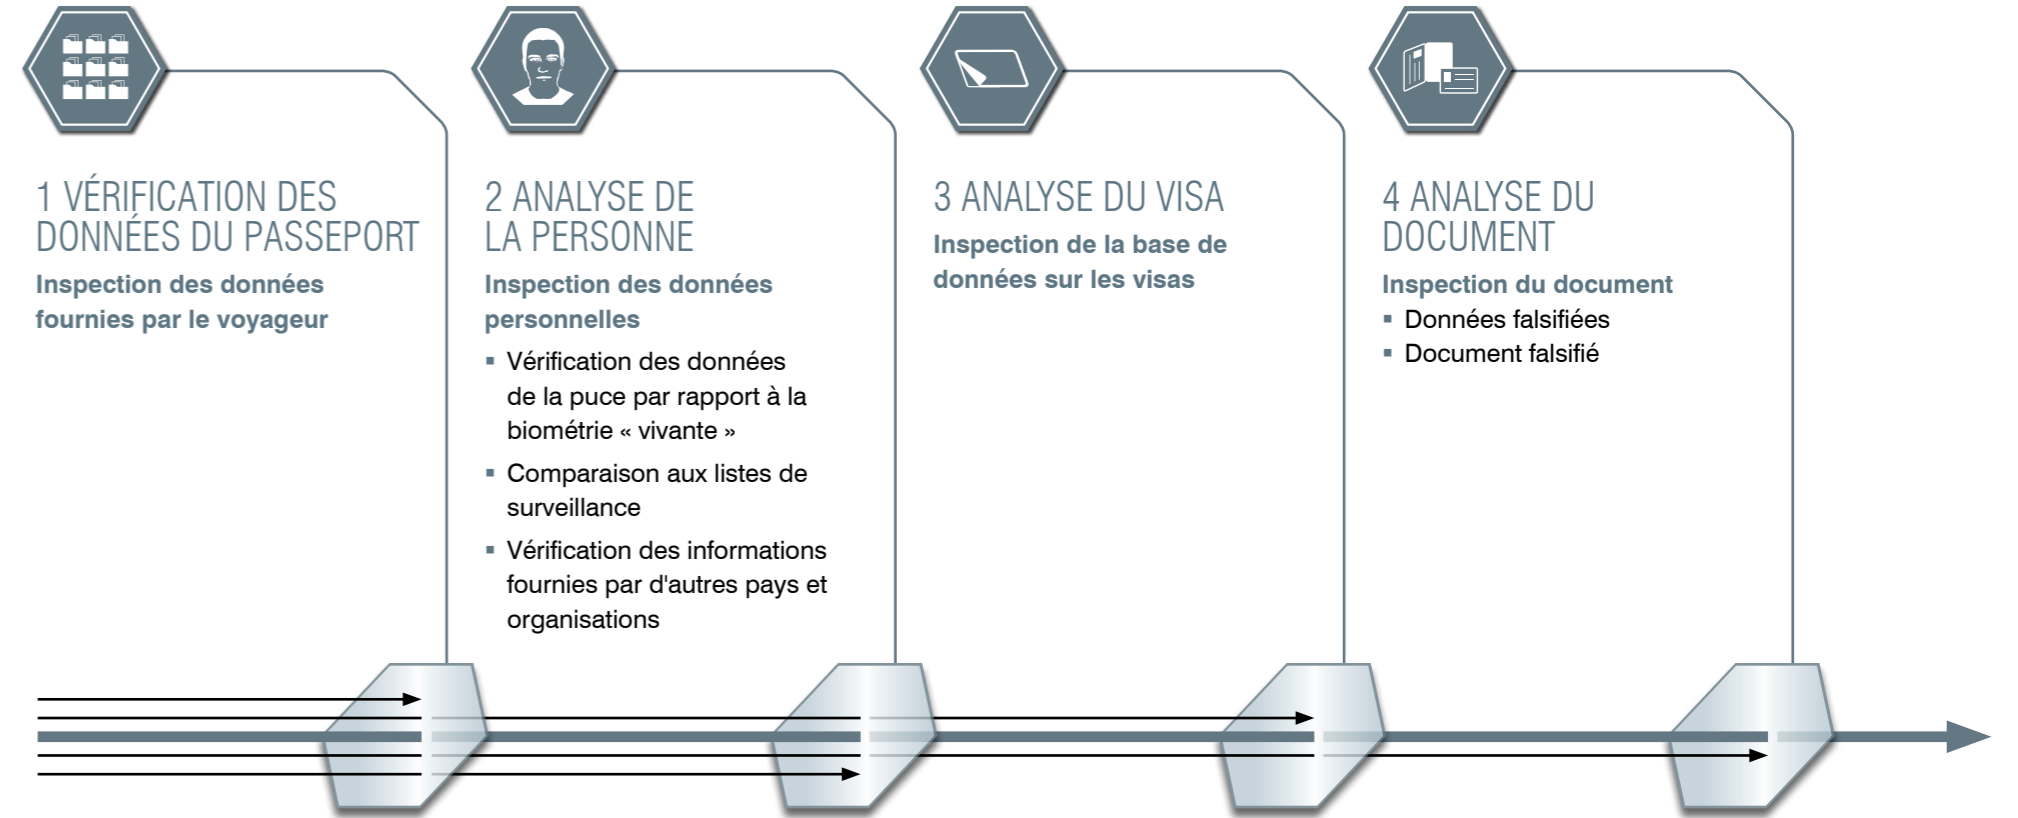 1 VÉRIFICATION DES
DONNÉES DU PASSEPORT
Inspection des données
fournies par le voyageur
2 ANALYSE DE
LA PERSONNE
Inspection des données
personnelles
▪ Vérification des données
de la puce par rapport à la
biométrie « vivante »
▪ Comparaison aux listes de
surveillance
▪ Vérification des informations
fournies par d'autres pays et
organisations
3 ANALYSE DU VISA
Inspection de la base de
données sur les visas
4 ANALYSE DU
DOCUMENT
Inspection du document
▪ Données falsifiées
▪ Document falsifié